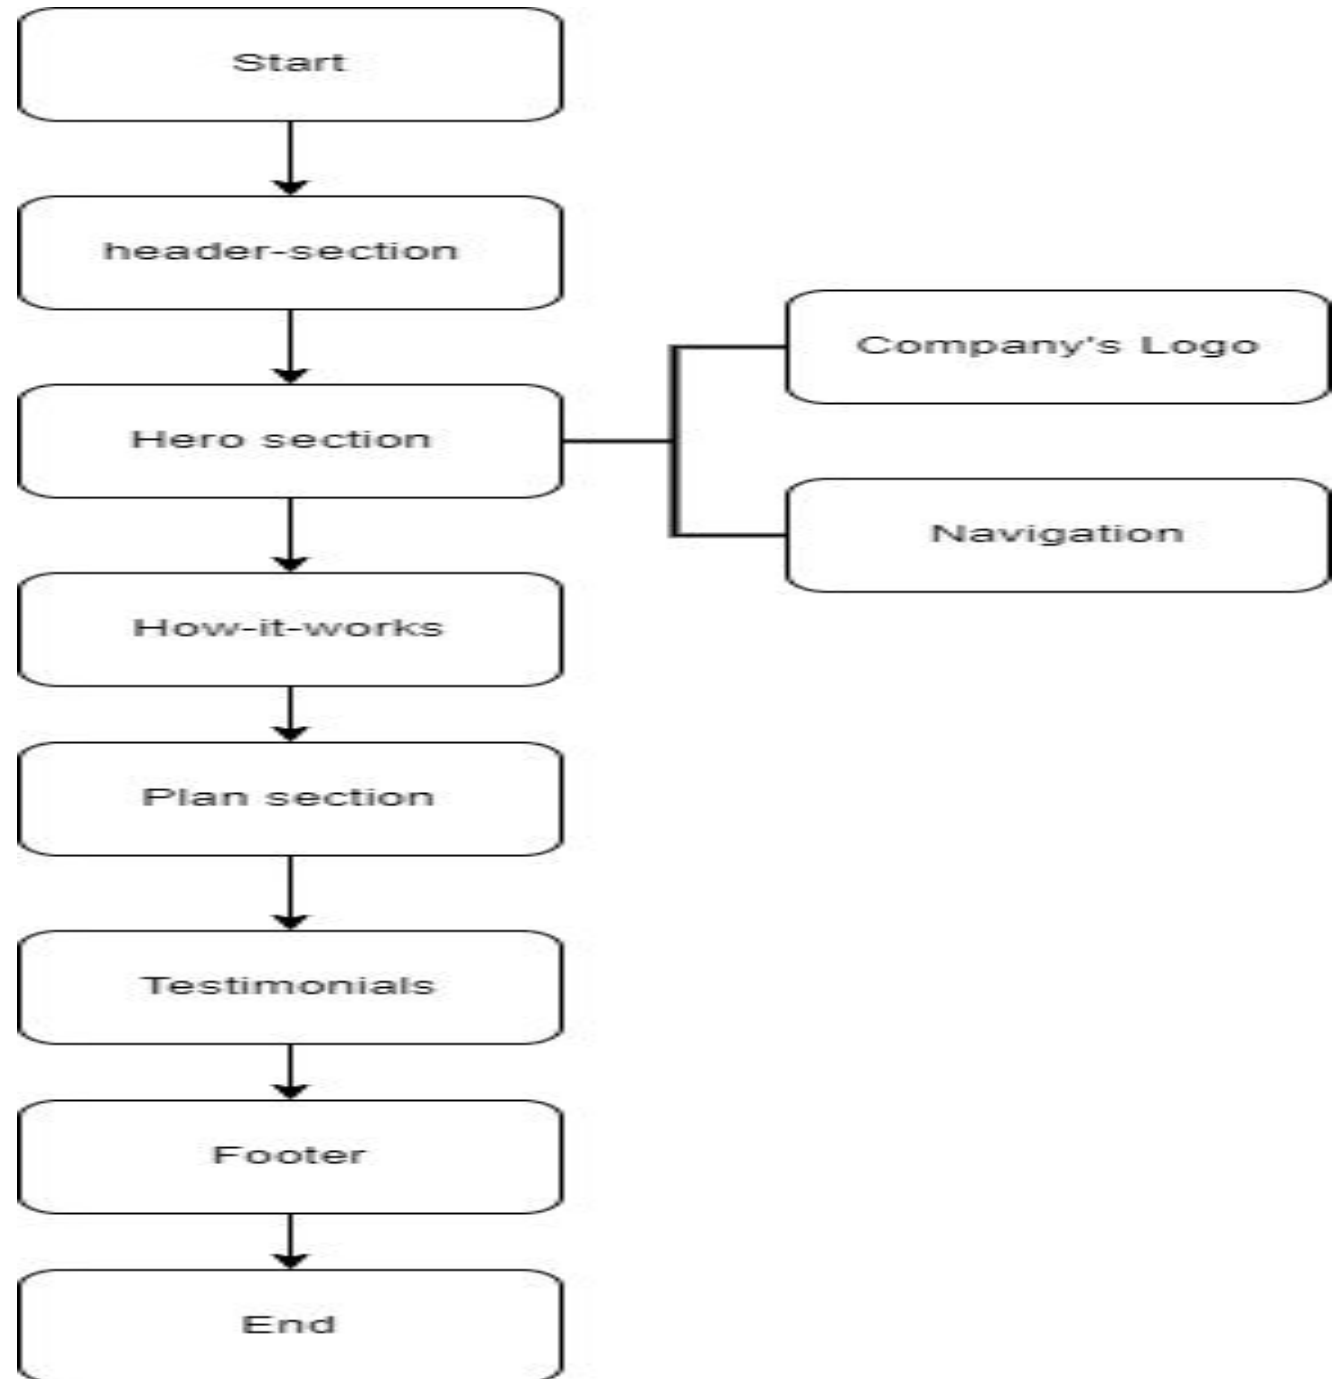 Start
header-section
Company's Logo
Hero section
Navigation
How-it-works
Plan section
Testimonials
Footer
End